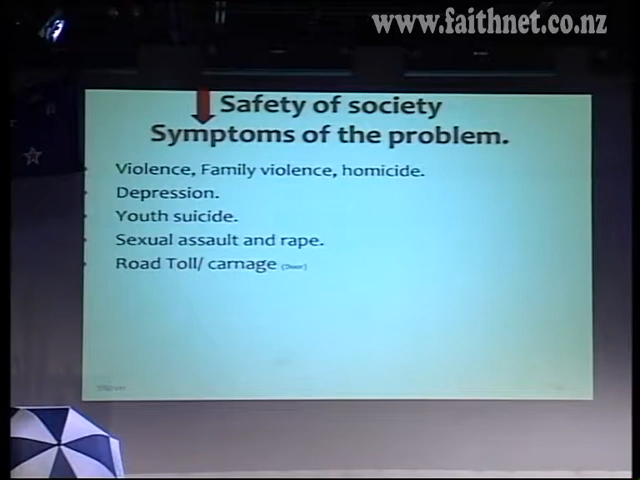 www.faithnet.co.nz
Safety of society
Symptoms of the problem.
Violence, Family violence, homicide.
Depression.
Youth suicide.
Sexual assault and rape.
Road Toll/ carnage